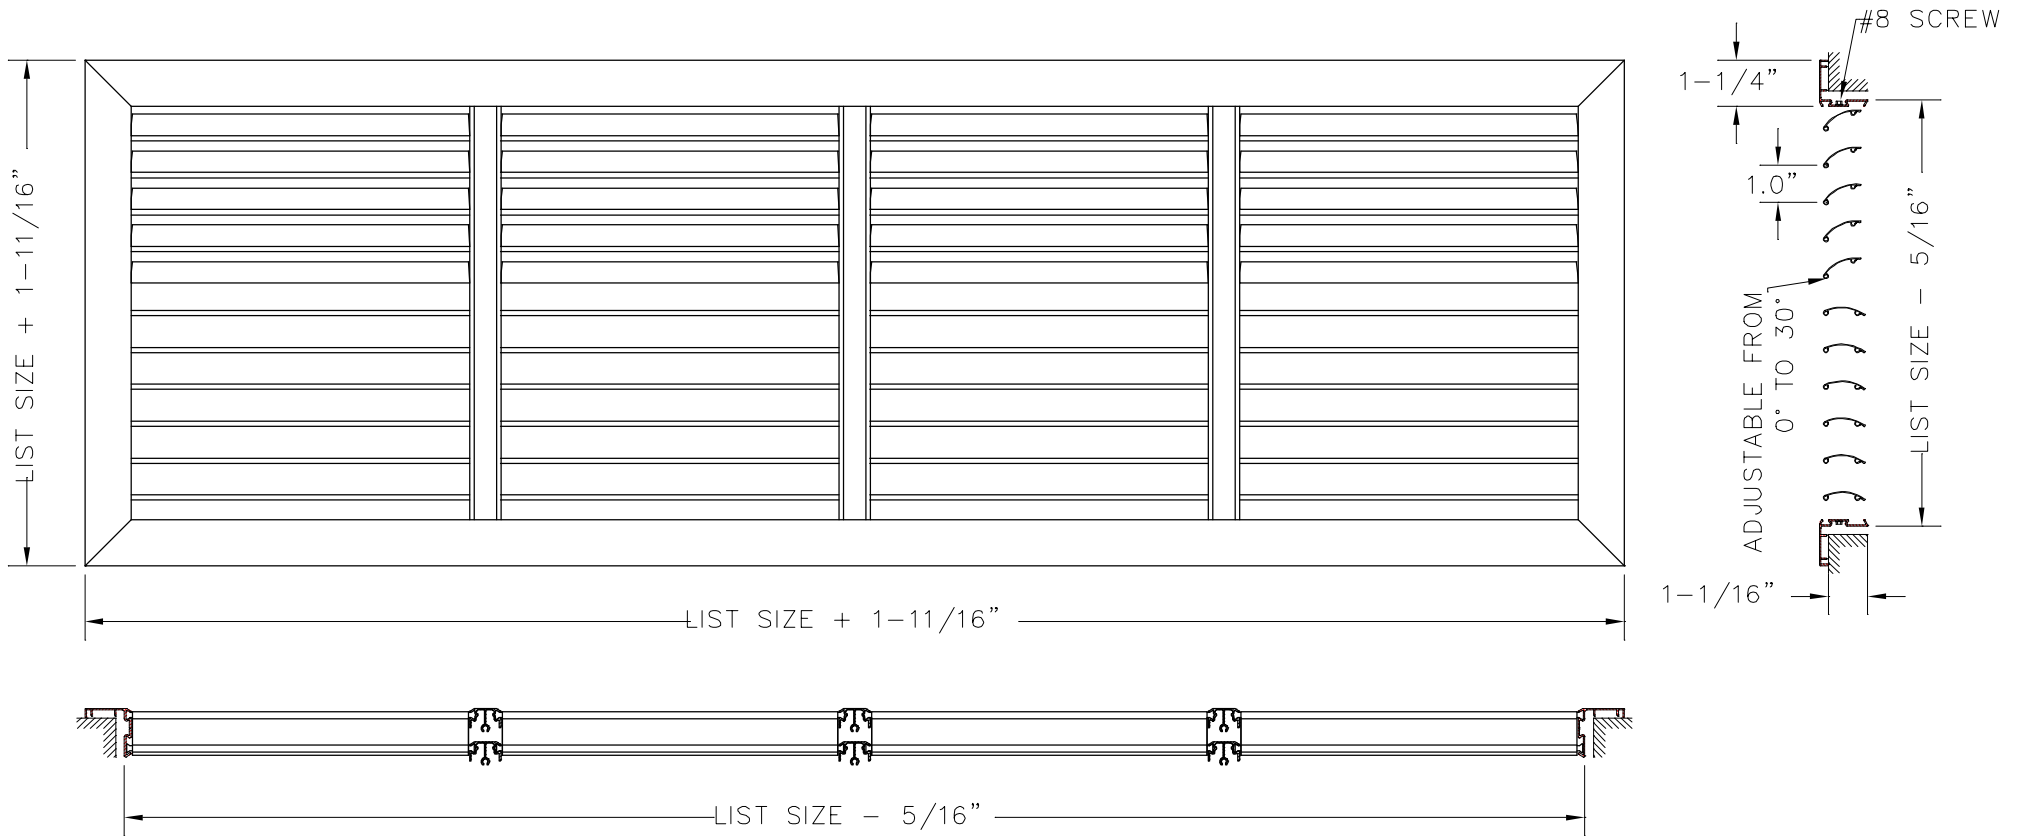 #8 SCREW
1-1/4”
1.0”
LIST SIZE + 1-11/16”
LIST SIZE - 5/16”
ADJUSTABLE FROM
0° TO 30°
1-1/16”
LIST SIZE + 1-11/16”
LIST SIZE - 5/16”